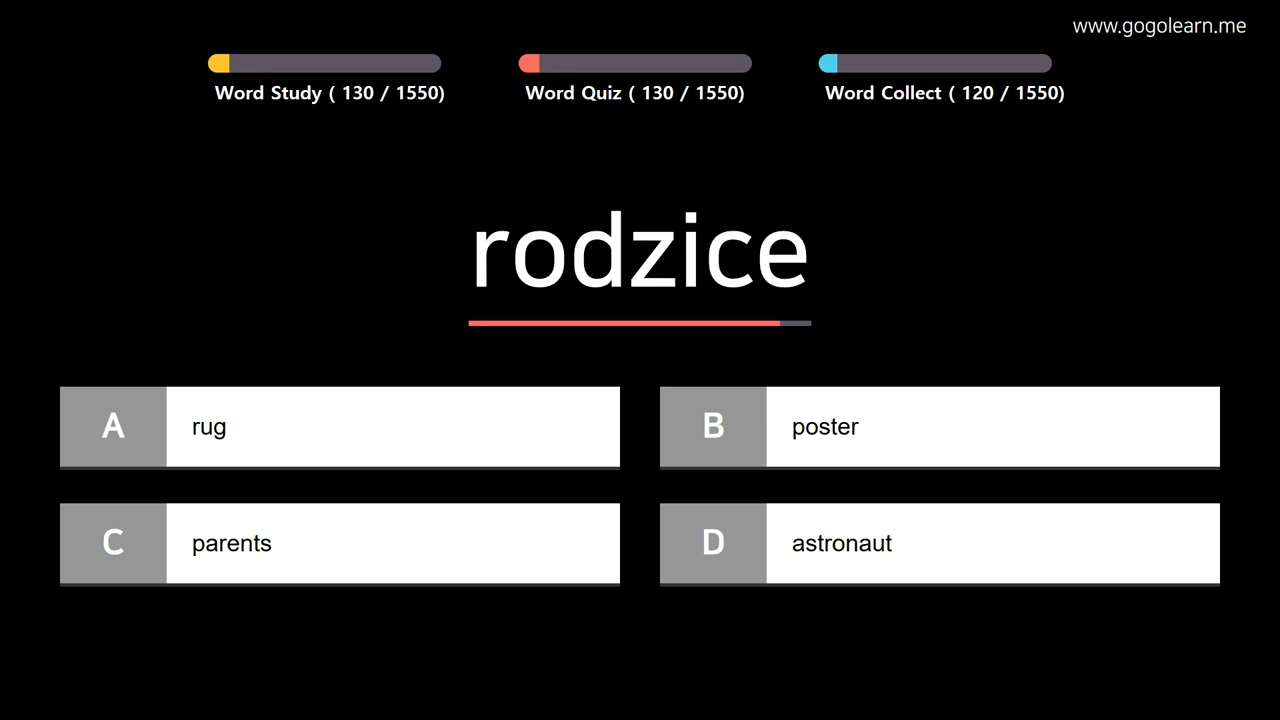 www.gogolearn.me
Word Study ( 130 / 1550)
Word Quiz ( 130 / 1550)
Word Collect ( 120 / 1550)
rodzice
A rug
B poster
C parents
D astronaut